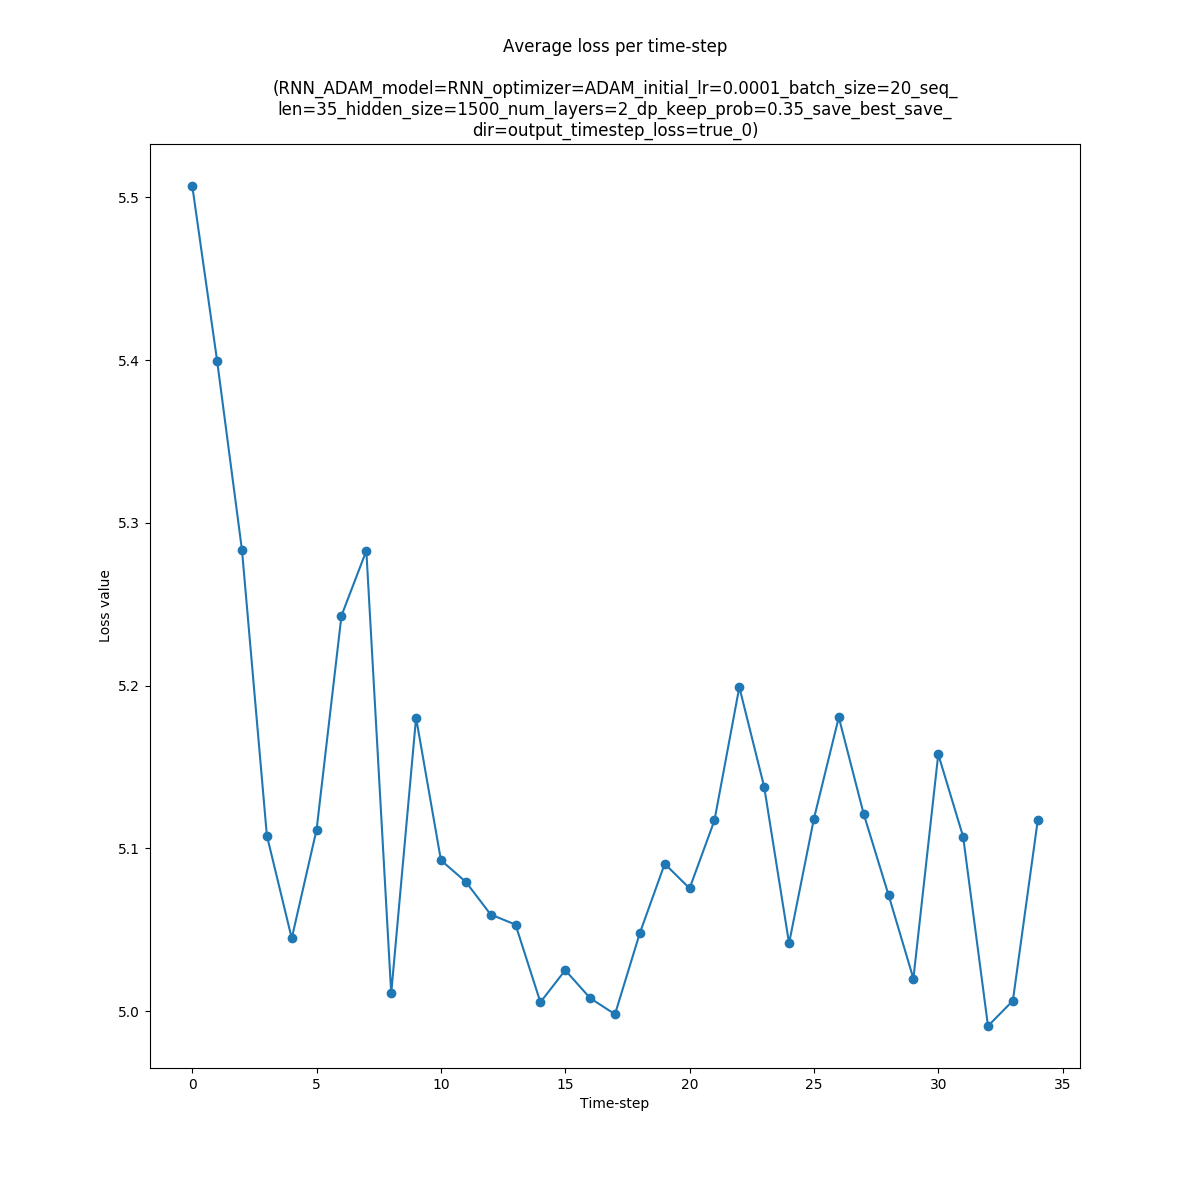 Average loss per time-step
(RNN_ADAM_model=RNN_optimizer=ADAM_initial_lr=0.0001_batch_size=20_seq_
len=35_hidden_size=1500_num_layers=2_dp_keep_prob=0.35_save_best_save_
dir=output_timestep_loss=true_0)
5.5
5.4
5.3
5.2
5.1
5.0
Loss value
0 5 10 15 20 25 30 35
Time-step